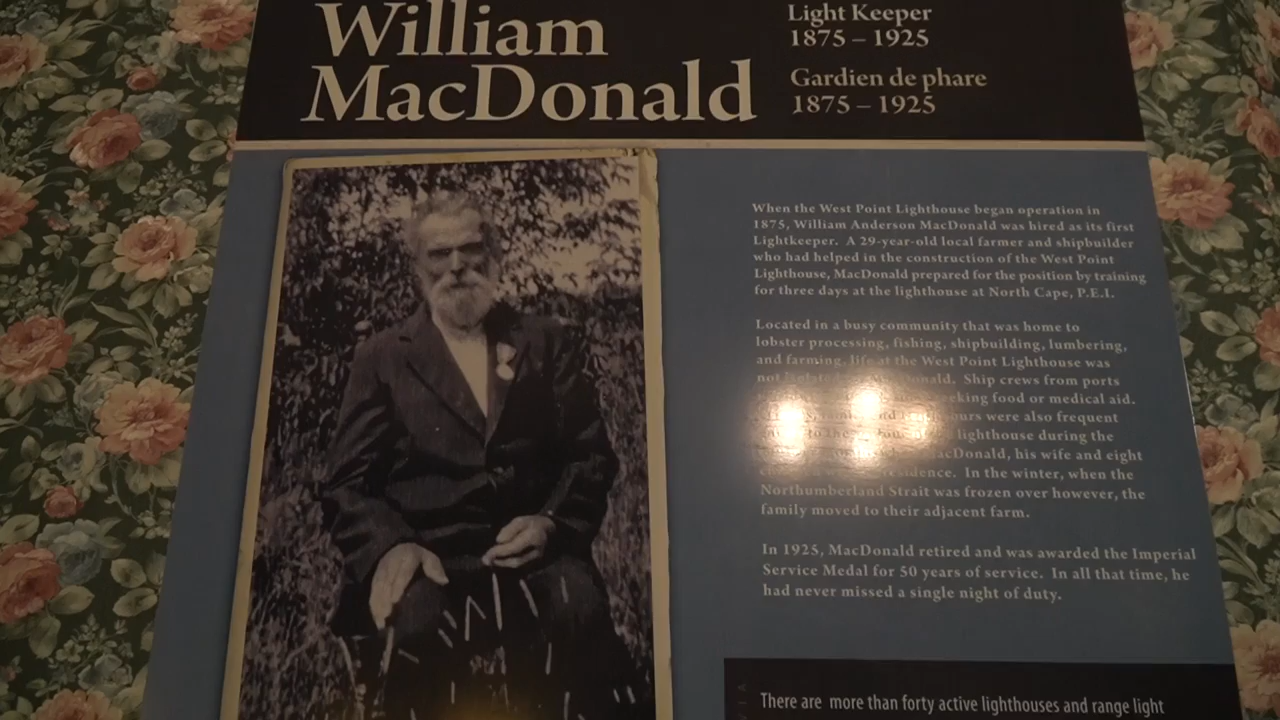 William
MacDonald
Light Keeper
1875 – 1925
Gardien de phare
1875 – 1925
When the West Point Lighthouse began operation in
1875, William Anderson MacDonald was hired as its first
Lightkeeper. A 29-year-old local farmer and shipbuilder
who had helped in the construction of the West Point
Lighthouse, MacDonald prepared for the position by training
for three days at the lighthouse at North Cape, P.E.I.
Located in a busy community that was home to
lobster processing, fishing, shipbuilding, lumbering,
and farming, life at the West Point Lighthouse was
not Ship crews from ports
food or medical aid.
were also frequent
lighthouse during the
MacDonald, his wife and eight
In the winter, when the
Northumberland Strait was frozen over however, the
family moved to their adjacent farm.
In 1925, MacDonald retired and was awarded the Imperial
Service Medal for 50 years of service. In all that time, he
had never missed a single night of duty.
There are more than forty active lighthouses and range light